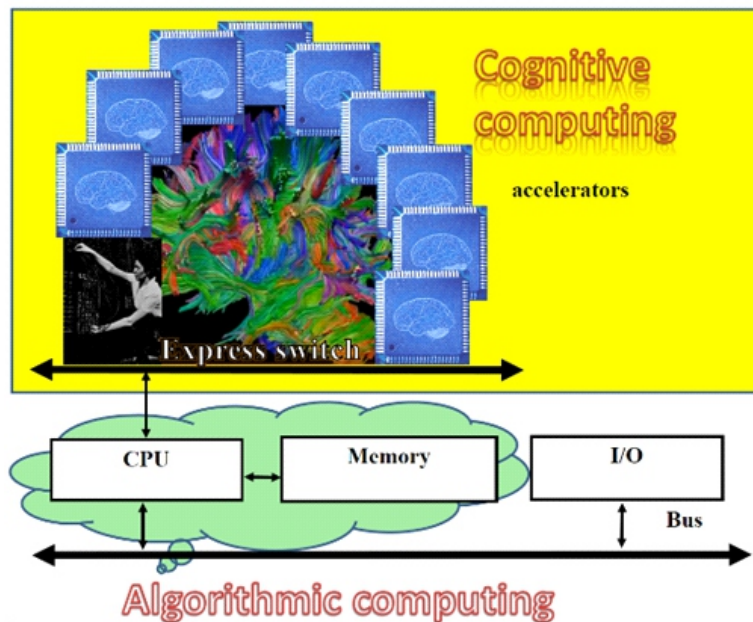 Cognitive
computing
accelerators
Express switch
CPU
Memory
I/O
Bus
Algorithmic computing